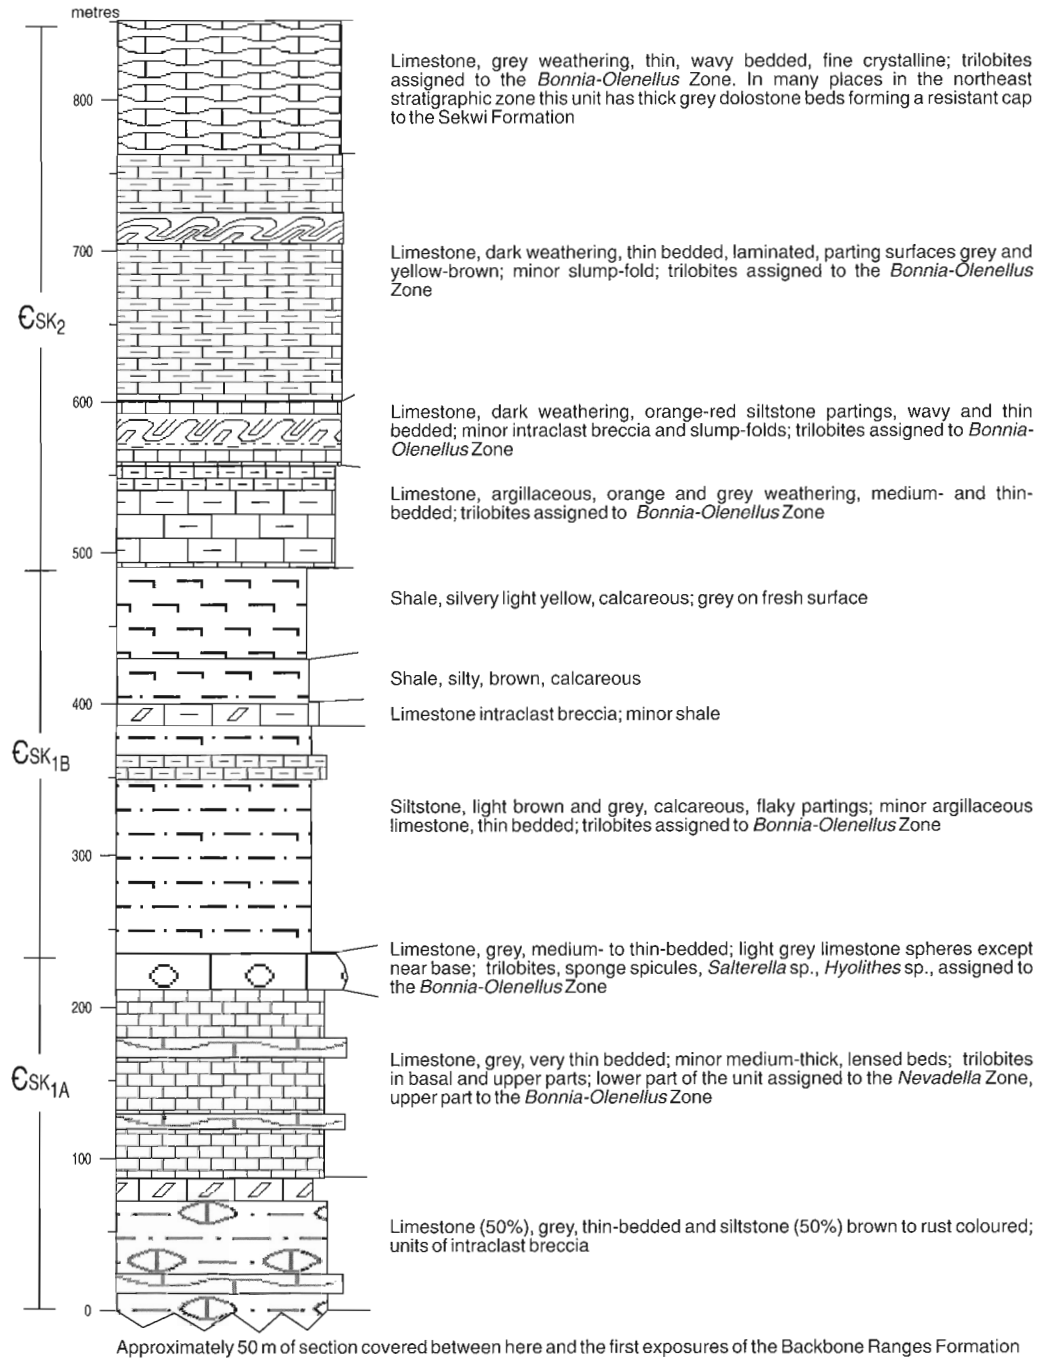 metres
Limestone, grey weathering, thin, wavy bedded, fine crystalline; trilobites
assigned to the Bonnia-Olenellus Zone. In many places in the northeast
stratigraphic zone this unit has thick grey dolostone beds forming a resistant cap
to the Sekwi Formation
800
700
Limestone, dark weathering, thin bedded, laminated, parting surfaces grey and
yellow-brown; minor slump-fold; trilobites assigned to the Bonnia-Olenellus
Zone
ЄSK2
600
Limestone, dark weathering, orange-red siltstone partings, wavy and thin
bedded; minor intraclast breccia and slump-folds; trilobites assigned to Bonnia-
Olenellus Zone
Limestone, argillaceous, orange and grey weathering, medium- and thin-
bedded; trilobites assigned to Bonnia-Olenellus Zone
500
Shale, silvery light yellow, calcareous; grey on fresh surface
Shale, silty, brown, calcareous
400
Limestone intraclast breccia; minor shale
ЄSK1B
Siltstone, light brown and grey, calcareous, flaky partings; minor argillaceous
limestone, thin bedded; trilobites assigned to Bonnia-Olenellus Zone
300
Limestone, grey, medium- to thin-bedded; light grey limestone spheres except
near base; trilobites, sponge spicules, Salterella sp., Hyolithes sp., assigned to
the Bonnia-Olenellus Zone
200
Limestone, grey, very thin bedded; minor medium-thick, lensed beds; trilobites
in basal and upper parts; lower part of the unit assigned to the Nevadella Zone,
upper part to the Bonnia-Olenellus Zone
ЄSK1A
100
Limestone (50%), grey, thin-bedded and siltstone (50%) brown to rust coloured;
units of intraclast breccia
0
Approximately 50 m of section covered between here and the first exposures of the Backbone Ranges Formation